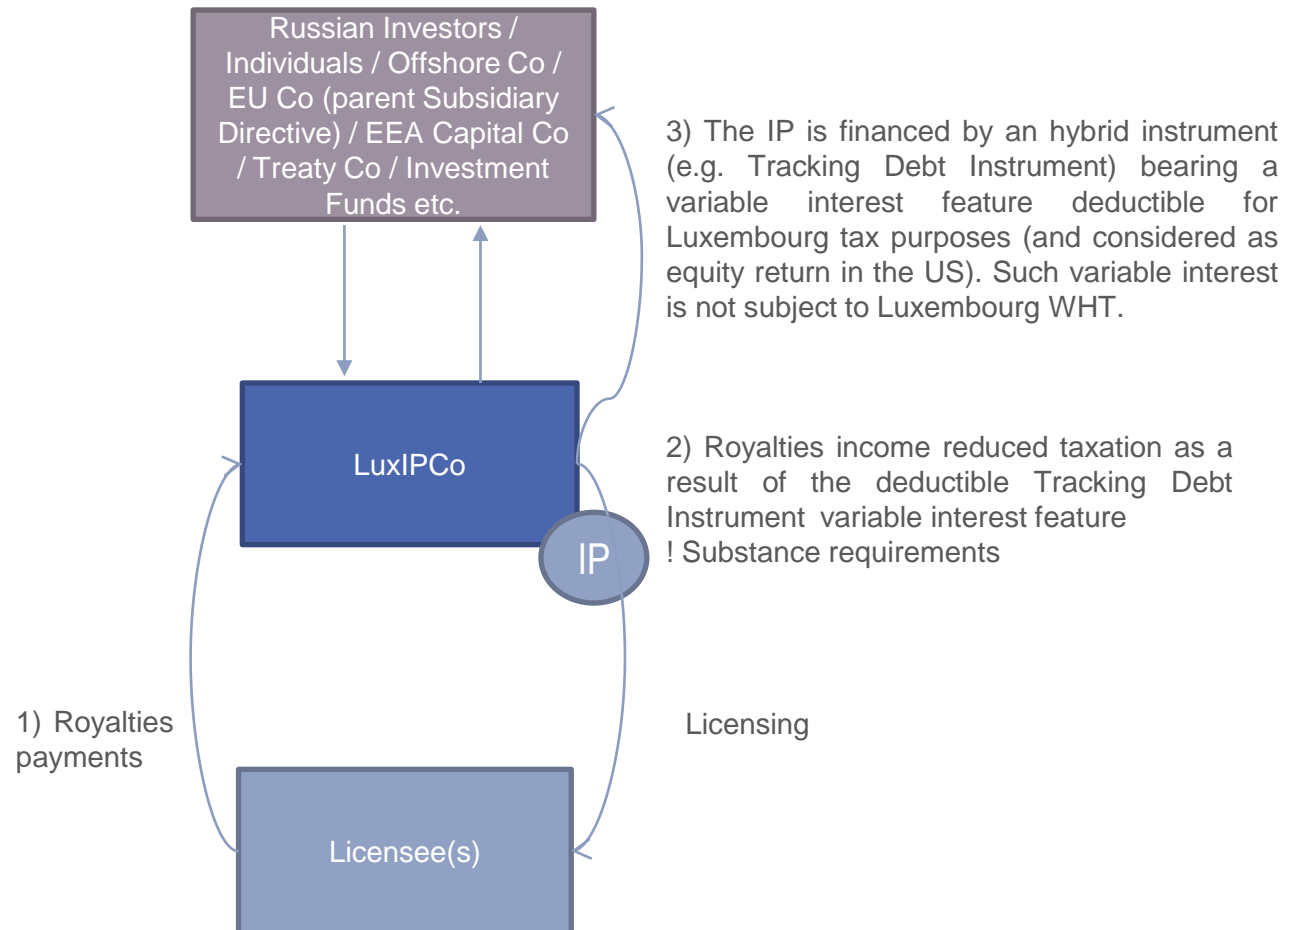 Russian Investors /
Individuals / Offshore Co /
EU Co (parent Subsidiary
Directive) / EEA Capital Co
/ Treaty Co / Investment
Funds etc.
3) The IP is financed by an hybrid instrument
(e.g. Tracking Debt Instrument) bearing a
variable interest feature deductible for
Luxembourg tax purposes (and considered as
equity return in the US). Such variable interest
is not subject to Luxembourg WHT.
LuxIPCo
2) Royalties income reduced taxation as a
result of the deductible Tracking Debt
Instrument variable interest feature
! Substance requirements
IP
1) Royalties
payments
Licensing
Licensee(s)